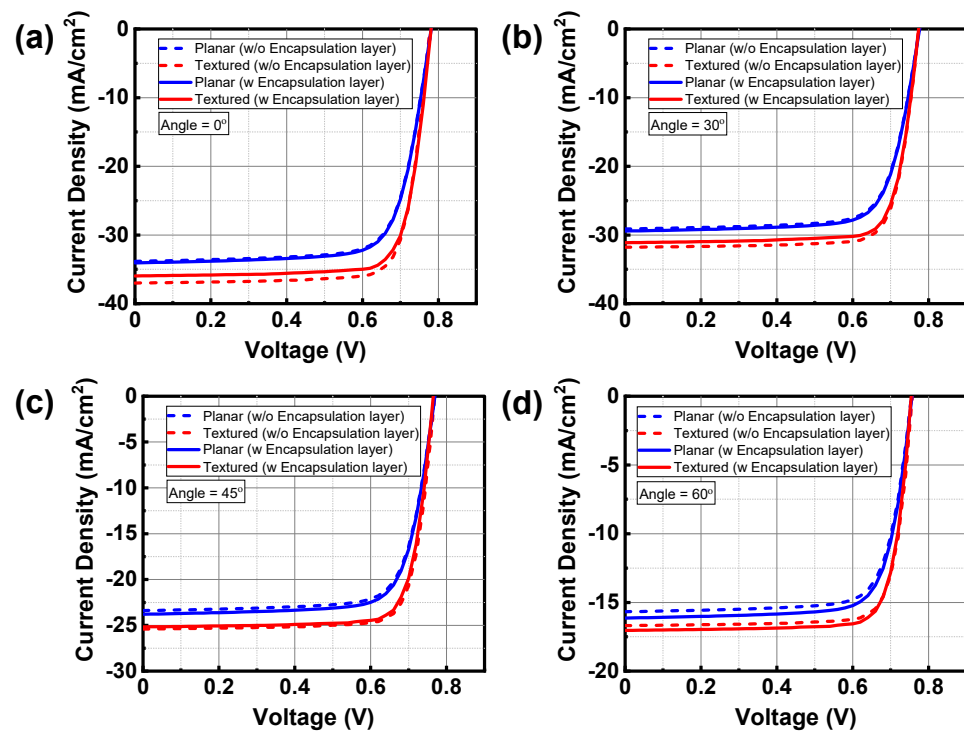 (a)
Current Density (mA/cm²)
0
-10
-20
-30
-40
Planar (w/o Encapsulation layer)
Textured (w/o Encapsulation layer)
Planar (w Encapsulation layer)
Textured (w Encapsulation layer)
Angle = 0º
0 0.2 0.4 0.6 0.8
Voltage (V)
(b)
Current Density (mA/cm²)
0
-10
-20
-30
-40
Planar (w/o Encapsulation layer)
Textured (w/o Encapsulation layer)
Planar (w Encapsulation layer)
Textured (w Encapsulation layer)
Angle = 30º
0 0.2 0.4 0.6 0.8
Voltage (V)
(c)
Current Density (mA/cm²)
0
-5
-10
-15
-20
-25
-30
Planar (w/o Encapsulation layer)
Textured (w/o Encapsulation layer)
Planar (w Encapsulation layer)
Textured (w Encapsulation layer)
Angle = 45º
0 0.2 0.4 0.6 0.8
Voltage (V)
(d)
Current Density (mA/cm²)
0
-5
-10
-15
-20
Planar (w/o Encapsulation layer)
Textured (w/o Encapsulation layer)
Planar (w Encapsulation layer)
Textured (w Encapsulation layer)
Angle = 60º
0 0.2 0.4 0.6 0.8
Voltage (V)